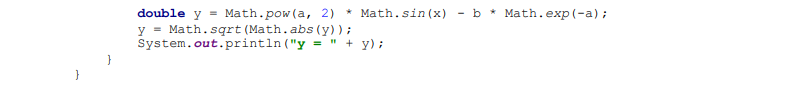 double y = Math.pow(a, 2) * Math.sin(x) - b * Math.exp(-a);
y = Math.sqrt(Math.abs(y));
System.out.println("y = " + y);
}
}